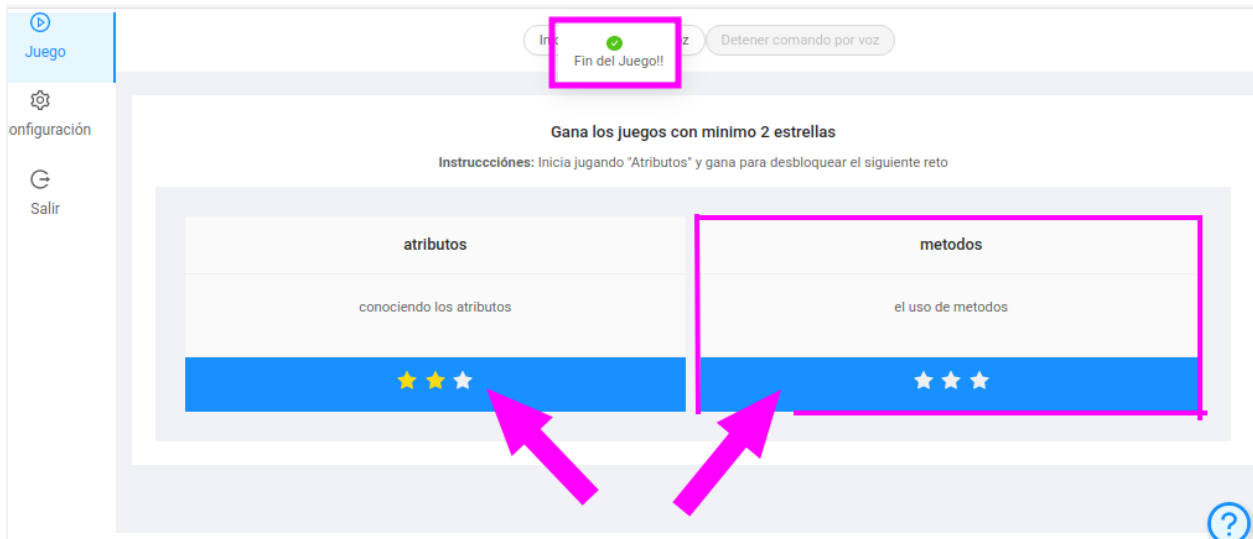 Juego
onfiguración
Salir
Fin del Juego!!
Detener comando por voz
Gana los juegos con minimo 2 estrellas
Instruccciónes: Inicia jugando "Atributos" y gana para desbloquear el siguiente reto
atributos
metodos
conociendo los atributos
el uso de metodos
?